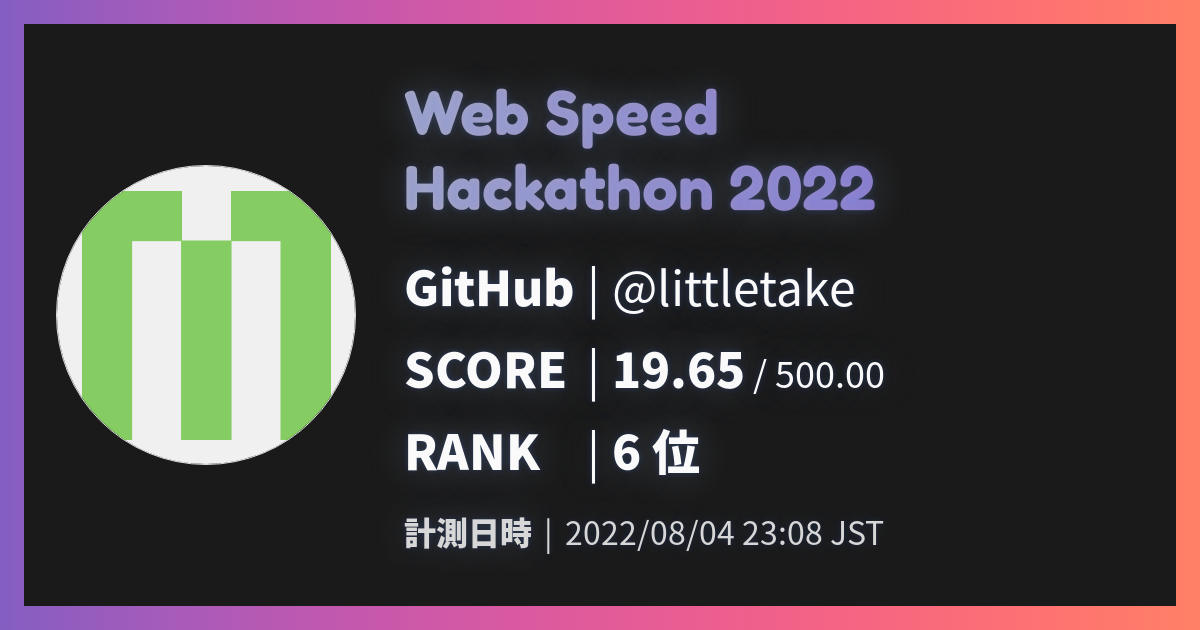 Web Speed
Hackathon 2022
GitHub | @littletake
SCORE | 19.65 / 500.00
RANK | 6 位
計測日時 | 2022/08/04 23:08 JST